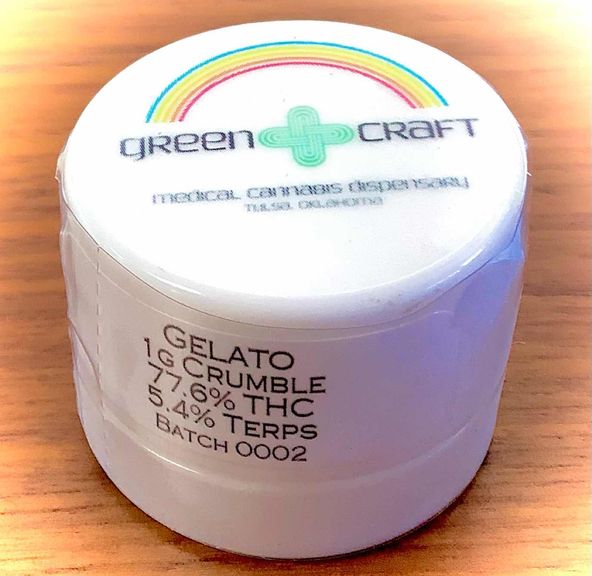 green craft
medical cannabis dispensary
Tulsa, Oklahoma
Gelato
1g Crumble
77.6% THC
5.4% Terps
Batch 0002